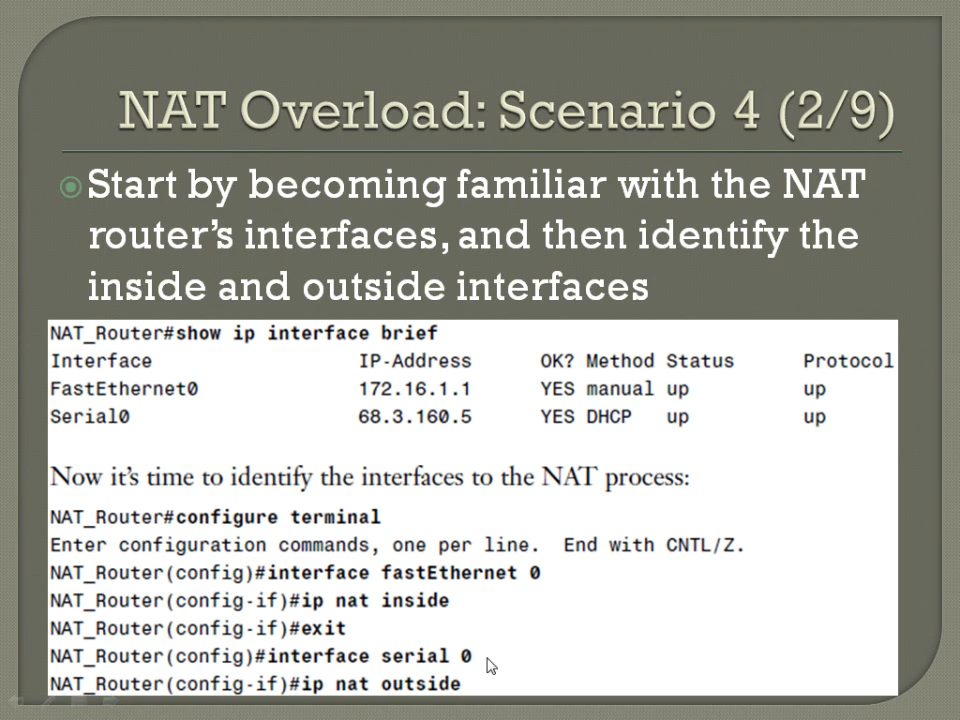 NAT Overload: Scenario 4 (2/9)
Start by becoming familiar with the NAT
router's interfaces, and then identify the
inside and outside interfaces
NAT_Router#show ip interface brief
Interface IP-Address OK? Method Status Protocol
FastEthernet0 172.16.1.1 YES manual up up
Serial0 68.3.160.5 YES DHCP up up
Now it's time to identify the interfaces to the NAT process:
NAT_Router#configure terminal
Enter configuration commands, one per line. End with CNTL/Z.
NAT_Router(config)#interface fastEthernet 0
NAT_Router(config-if)#ip nat inside
NAT_Router(config-if)#exit
NAT_Router(config)#interface serial 0
NAT_Router(config-if)#ip nat outside